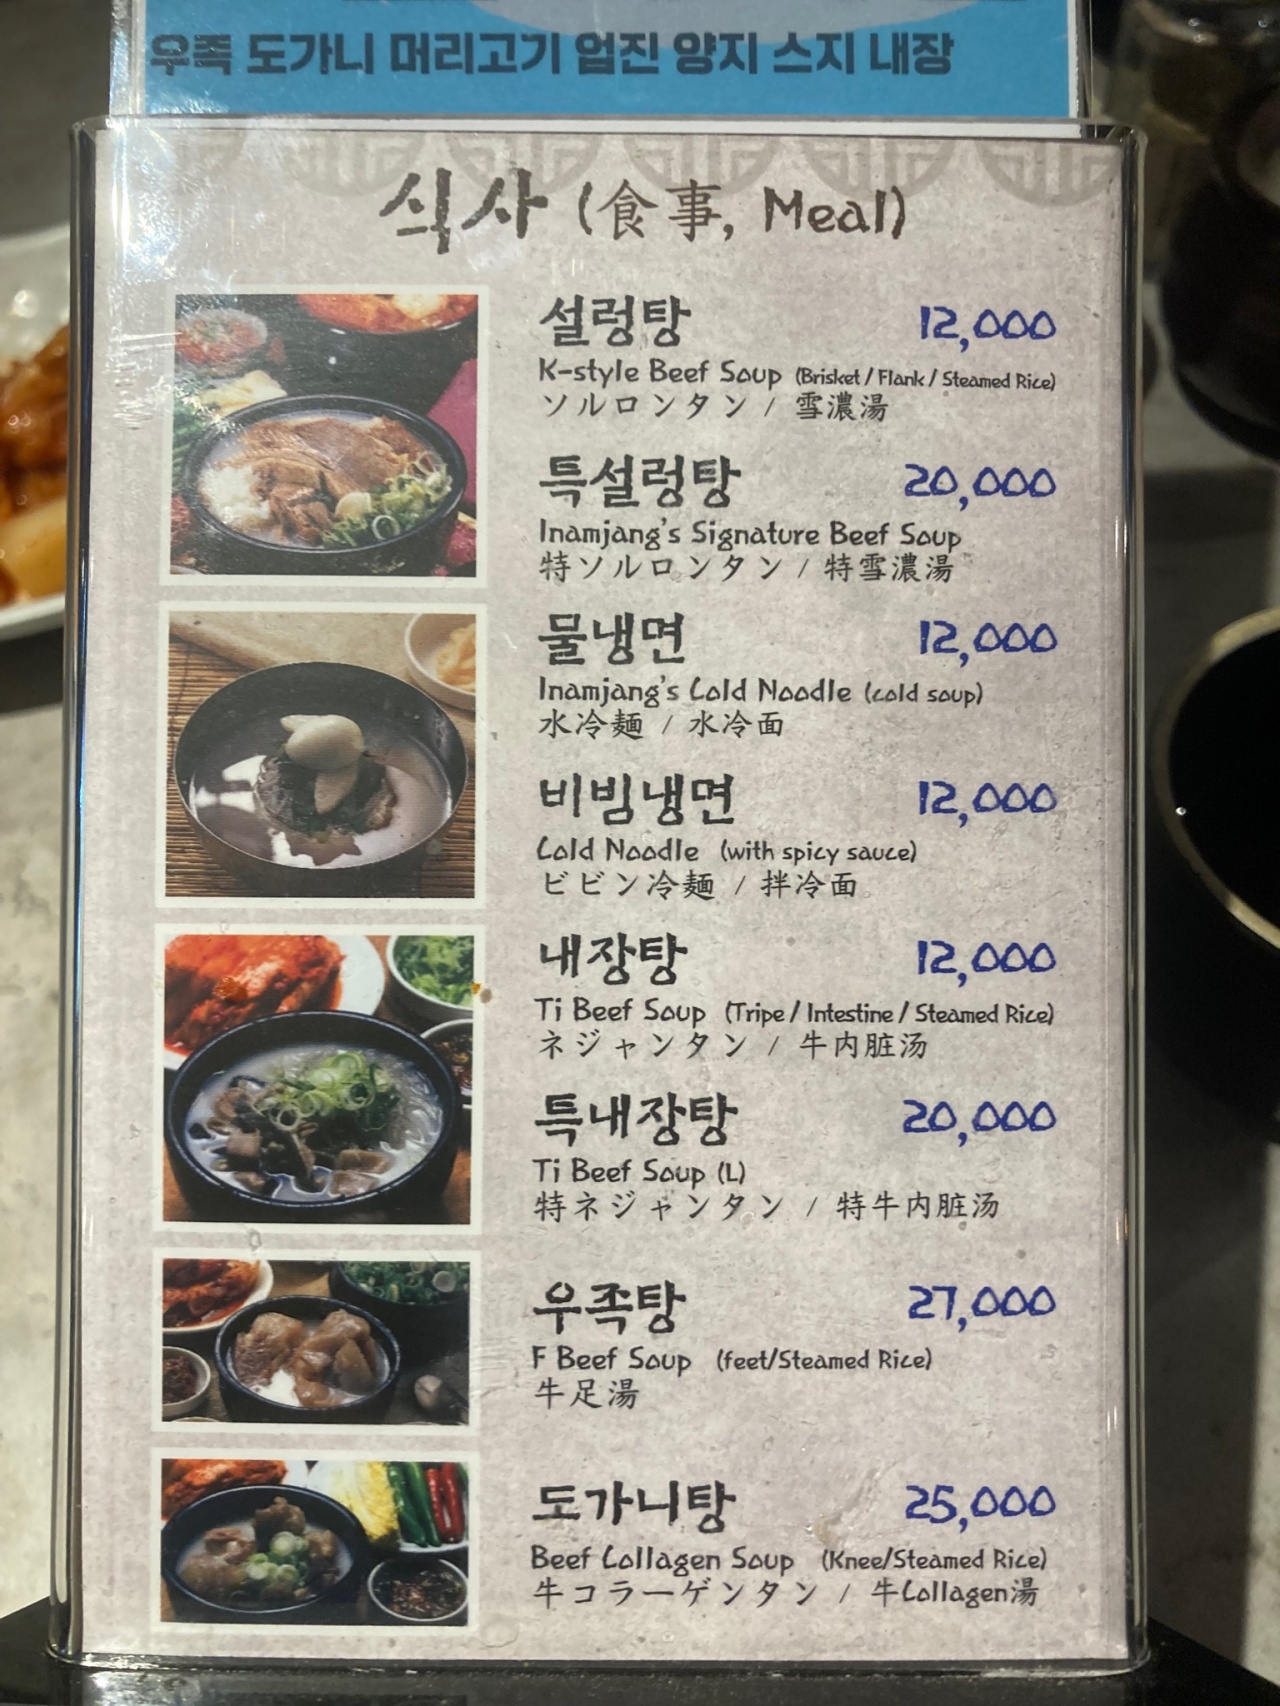 우족 도가니 머리고기 업진 양지 스지 내장
식사 (食事, Meal)
설렁탕 12,000
K-style Beef Soup (Brisket / Flank / Steamed Rice)
ソルロンタン / 雪濃湯
특설렁탕 20,000
Inamjang's Signature Beef Soup
特ソルロンタン / 特雪濃湯
물냉면 12,000
Inamjang's Cold Noodle (cold soup)
水冷麺 / 水冷面
비빔냉면 12,000
Cold Noodle (with spicy sauce)
ビビン冷麺 / 拌冷面
내장탕 12,000
Ti Beef Soup (Tripe / Intestine / Steamed Rice)
ネジャンタン / 牛内脏汤
특내장탕 20,000
Ti Beef Soup (L)
特ネジャンタン / 特牛内脏汤
우족탕 27,000
F Beef Soup (feet/Steamed Rice)
牛足湯
도가니탕 25,000
Beef Collagen Soup (Knee/Steamed Rice)
牛コラーゲンタン / 牛Collagen湯